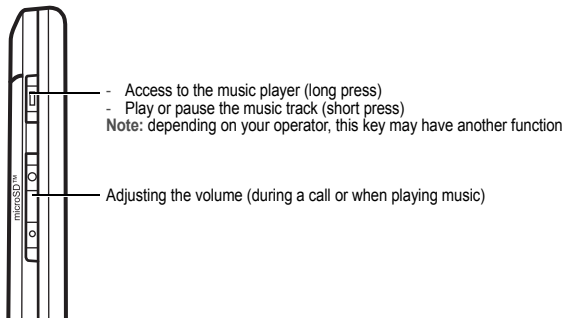 - Access to the music player (long press)
- Play or pause the music track (short press)
Note: depending on your operator, this key may have another function
microSD™
Adjusting the volume (during a call or when playing music)